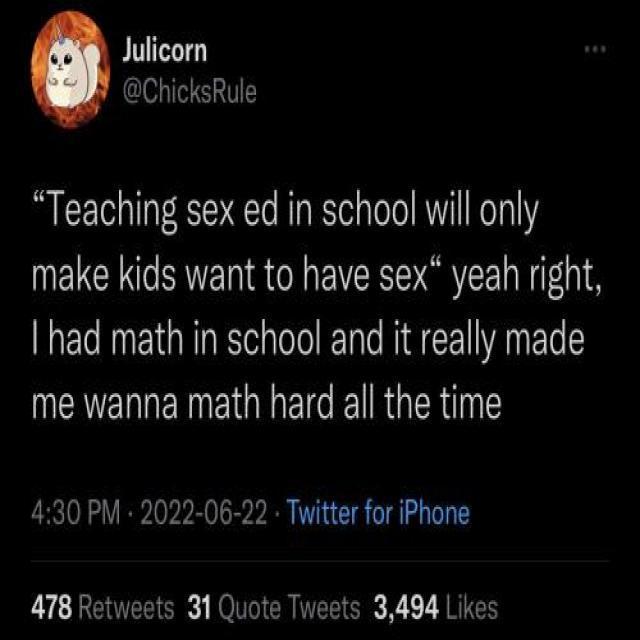 Julicorn
@ChicksRule
“Teaching sex ed in school will only
make kids want to have sex“ yeah right,
I had math in school and it really made
me wanna math hard all the time
4:30 PM · 2022-06-22 · Twitter for iPhone
478 Retweets 31 Quote Tweets 3,494 Likes